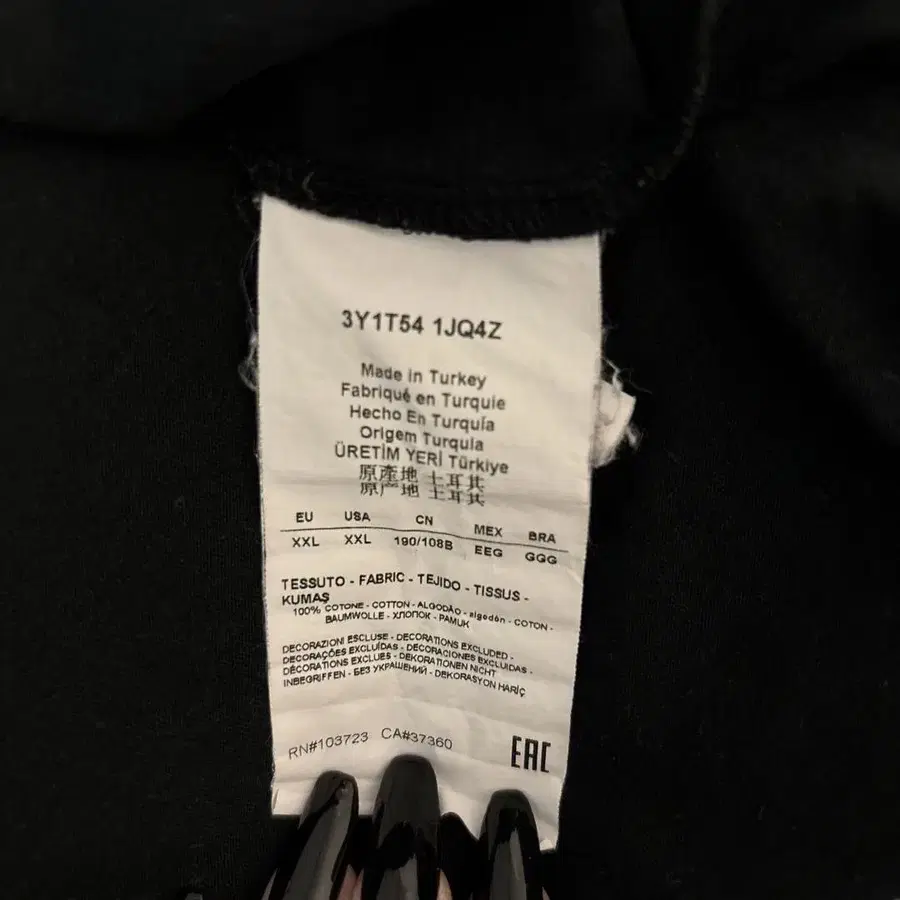 3Y1T54 1JQ4Z
Made in Turkey
Fabriqué en Turquie
Hecho En Turquía
Origem Turquia
ÜRETİM YERİ Türkiye
原產地 土耳其
原产地 土耳其
EU USA CN MEX BRA
XXL XXL 190/108B EEG GGG
TESSUTO - FABRIC - TEJIDO - TISSUS -
KUMAŞ
100% COTONE - COTTON - ALGODÃO - algodón - COTON -
BAUMWOLLE - ХЛОПОК - PAMUK
DECORAZIONI ESCLUSE - DECORATIONS EXCLUDED -
DECORAÇÕES EXCLUÍDAS - DECORACIONES EXCLUIDAS -
DÉCORATIONS EXCLUES - DEKORATIONEN NICHT
INBEGRIFFEN - БЕЗ УКРАШЕНИЙ - DEKORASYON HARİÇ
RN#103723 CA#37360
EAC